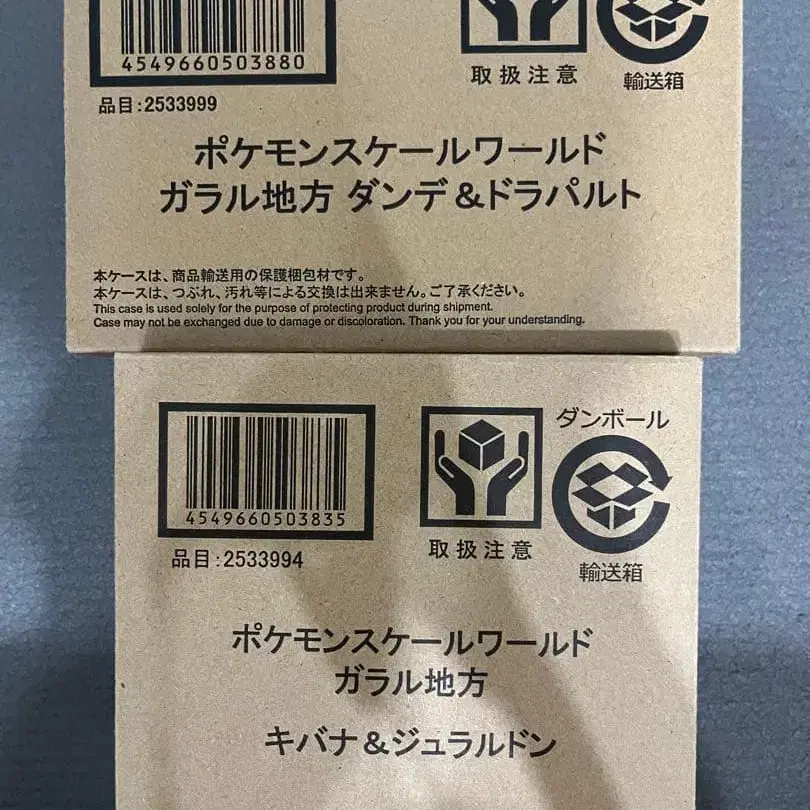 4549660503880
取扱注意
輸送箱
品目:2533999
ポケモンスケールワールド
ガラル地方 ダンデ&ドラパルト
本ケースは、商品輸送用の保護梱包材です。
本ケースは、つぶれ、汚れ等による交換は出来ません。ご了承ください。
This case is used solely for the purpose of protecting product during shipment.
Case may not be exchanged due to damage or discoloration. Thank you for your understanding.
ダンボール
4549660503835
取扱注意
輸送箱
品目:2533994
ポケモンスケールワールド
ガラル地方
キバナ&ジュラルドン